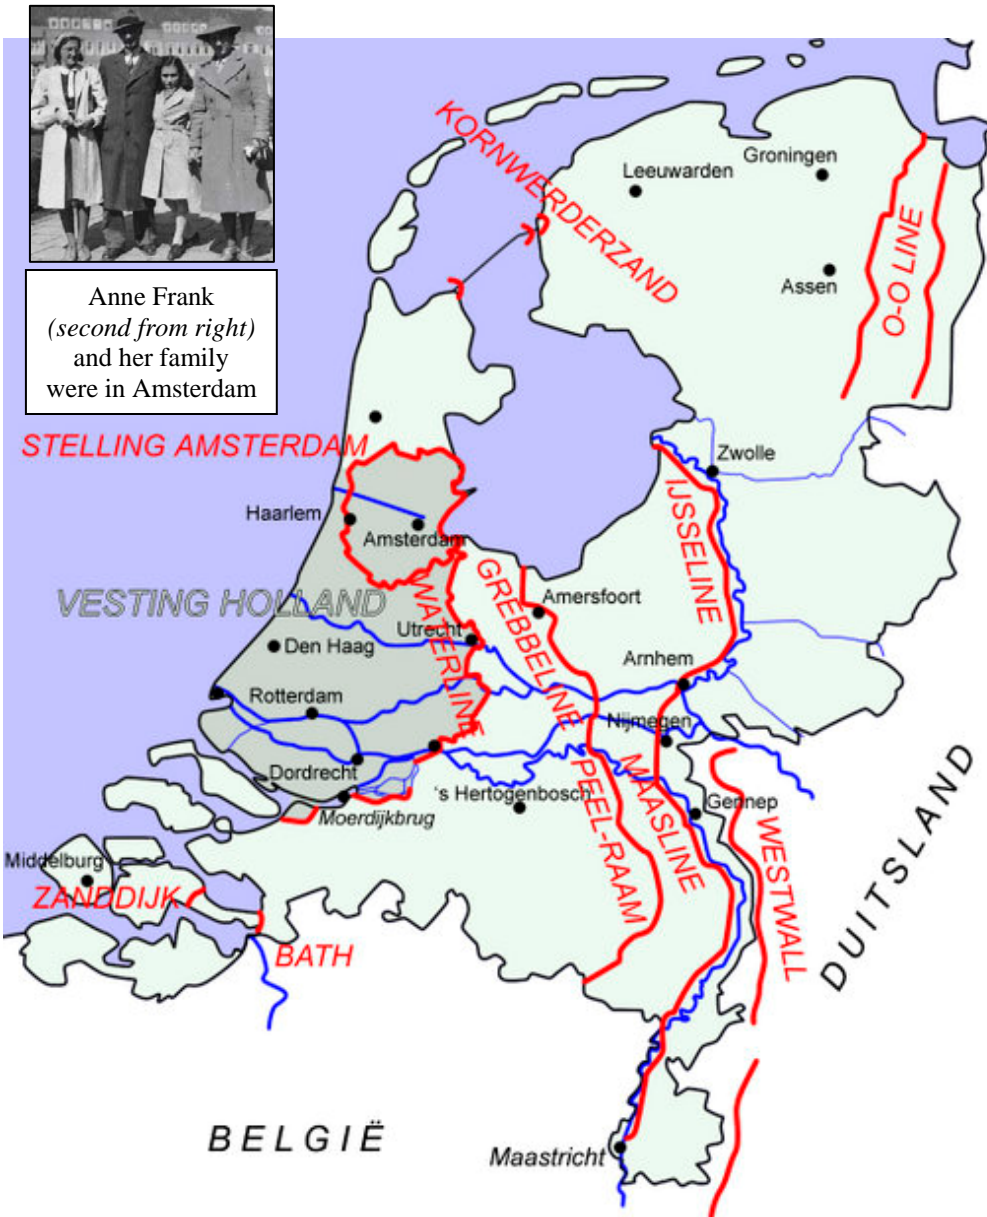 Anne Frank
(second from right)
and her family
were in Amsterdam
KORNWERDERZAND
Leeuwarden
Groningen
Assen
O-O LINE
STELLING AMSTERDAM
Zwolle
Haarlem
Amsterdam
IJSSELINE
VESTING HOLLAND
WATERLINE
GREBBELINE
Amersfoort
Utrecht
Den Haag
Arnhem
Rotterdam
Nijmegen
Dordrecht
's Hertogenbosch
Moerdijkbrug
PEEL-RAAM
MAASLINE
Gennep
WESTWALL
DUITSLAND
Middelburg
ZANDDIJK
BATH
BELGIË
Maastricht